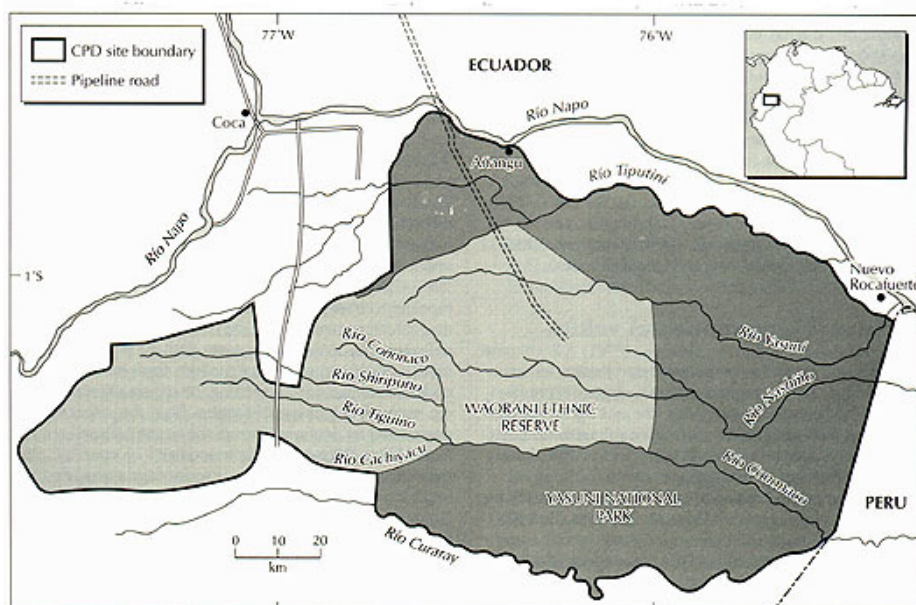 CPD site boundary
Pipeline road
77°W
76°W
ECUADOR
Coca
Río Napo
Añangu
Río Tiputini
Río Napo
1°S
Nuevo
Rocafuerte
Río Cononaco
Río Yasuni
Río Shiripuno
Río Nashiño
Río Tiguino
WAORANI ETHNIC
RESERVE
Río Cachiyacu
Río Cononaco
YASUNI NATIONAL
PARK
PERU
0 10 20
km
Río Curaray